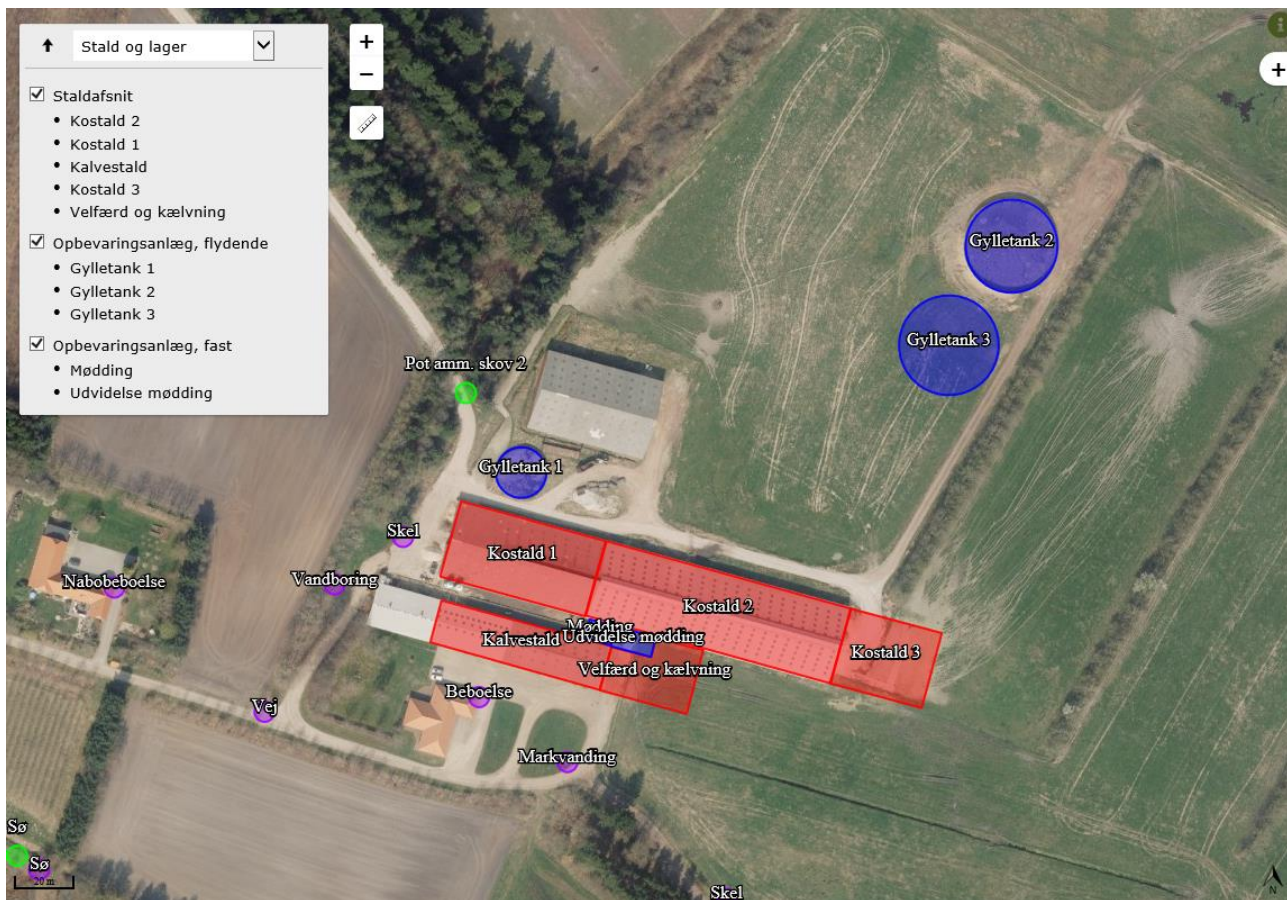 Stald og lager
Staldafsnit
Kostald 2
Kostald 1
Kalvestald
Kostald 3
Velfærd og kælvning
Opbevaringsanlæg, flydende
Gylletank 1
Gylletank 2
Gylletank 3
Opbevaringsanlæg, fast
Mødding
Udvidelse mødding
+
−
i
+
Gylletank 2
Gylletank 3
Pot amm. skov 2
Gylletank 1
Skel
Kostald 1
Nabobeboelse
Vandboring
Kostald 2
Mødding
Udvidelse mødding
Kalvestald
Kostald 3
Velfærd og kælvning
Beboelse
Vej
Markvanding
Sø
Sø
20 m
Skel
N